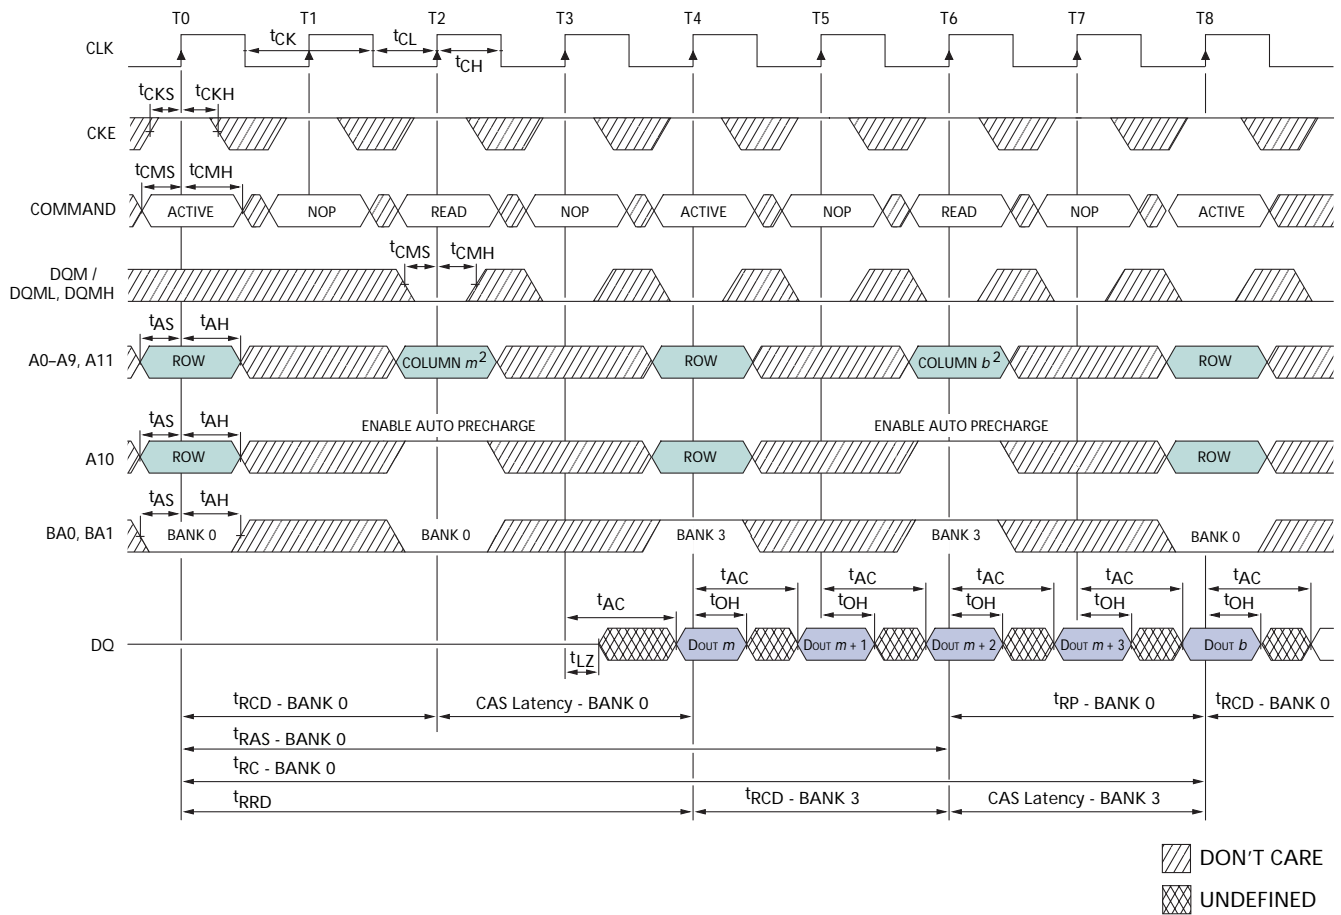 T0 T1 T2 T3 T4 T5 T6 T7 T8
CLK tCK tCL
tCH
tCKS tCKH
CKE
tCMS tCMH
COMMAND ACTIVE NOP READ NOP ACTIVE NOP READ NOP ACTIVE
tCMS tCMH
DQM /
DQML, DQMH
tAS tAH
A0–A9, A11 ROW COLUMN m2 ROW COLUMN b2 ROW
tAS tAH ENABLE AUTO PRECHARGE ENABLE AUTO PRECHARGE
A10 ROW ROW ROW
tAS tAH
BA0, BA1 BANK 0 BANK 0 BANK 3 BANK 3 BANK 0
tAC tAC tAC tAC tAC
tAC tOH tOH tOH tOH tOH
DQ DOUT m DOUT m + 1 DOUT m + 2 DOUT m + 3 DOUT b
tLZ
tRCD - BANK 0 CAS Latency - BANK 0 tRP - BANK 0 tRCD - BANK 0
tRAS - BANK 0
tRC - BANK 0
tRRD tRCD - BANK 3 CAS Latency - BANK 3
DON'T CARE
UNDEFINED